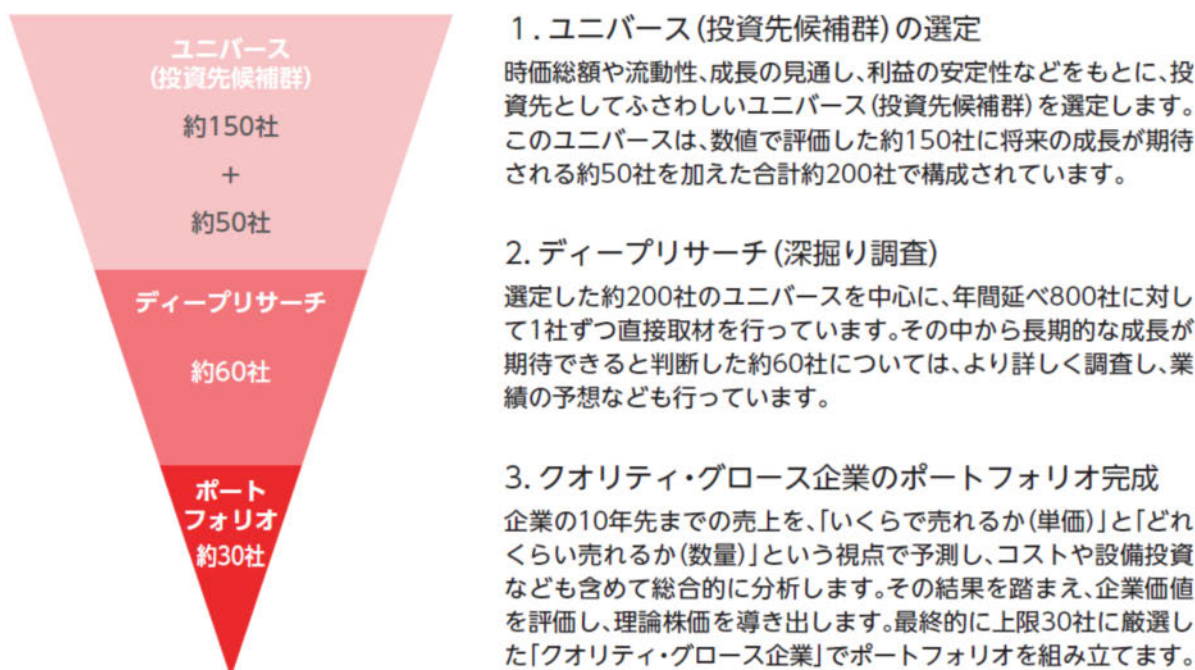 ユニバース
(投資先候補群)
約150社
+
約50社
ディープリサーチ
約60社
ポート
フォリオ
約30社
1.ユニバース(投資先候補群)の選定
時価総額や流動性、成長の見通し、利益の安定性などをもとに、投
資先としてふさわしいユニバース(投資先候補群)を選定します。
このユニバースは、数値で評価した約150社に将来の成長が期待
される約50社を加えた合計約200社で構成されています。
2.ディープリサーチ(深掘り調査)
選定した約200社のユニバースを中心に、年間延べ800社に対し
て1社ずつ直接取材を行っています。その中から長期的な成長が
期待できると判断した約60社については、より詳しく調査し、業
績の予想なども行っています。
3.クオリティ・グロース企業のポートフォリオ完成
企業の10年先までの売上を、「いくらで売れるか(単価)」と「どれ
くらい売れるか(数量)」という視点で予測し、コストや設備投資
なども含めて総合的に分析します。その結果を踏まえ、企業価値
を評価し、理論株価を導き出します。最終的に上限30社に厳選し
た「クオリティ・グロース企業」でポートフォリオを組み立てます。